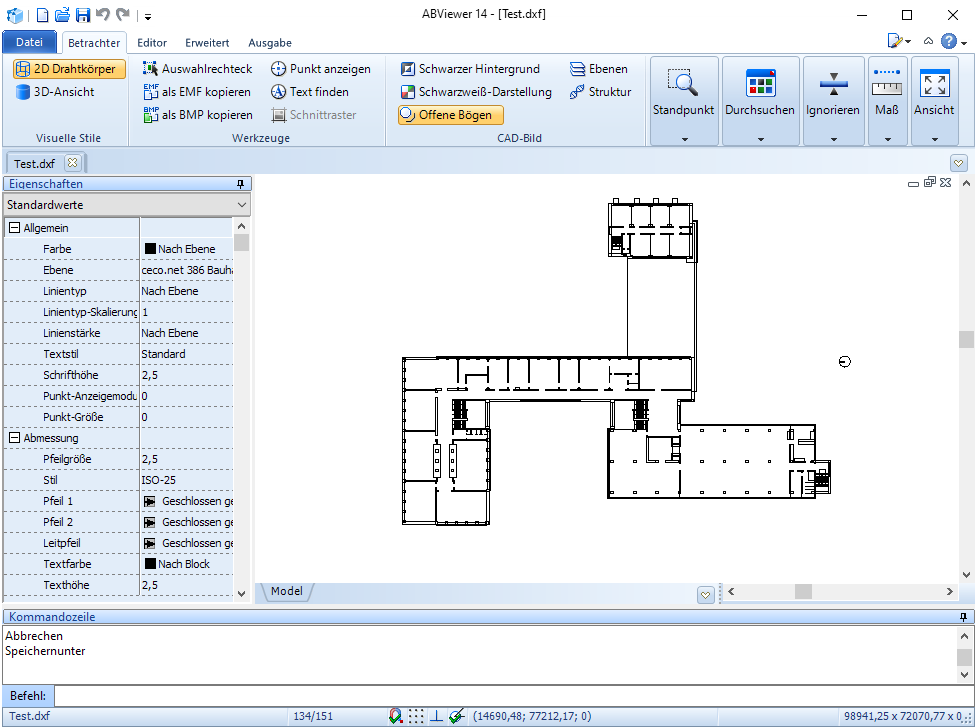 ABViewer 14 - [Test.dxf]
Datei Betrachter Editor Erweitert Ausgabe
2D Drahtkörper
3D-Ansicht
Visuelle Stile
Auswahlrechteck
EMF als EMF kopieren
BMP als BMP kopieren
Punkt anzeigen
Text finden
Schnittraster
Werkzeuge
Schwarzer Hintergrund
Schwarzweiß-Darstellung
Offene Bögen
Ebenen
Struktur
CAD-Bild
Standpunkt
Durchsuchen
Ignorieren
Maß
Ansicht
Test.dxf
Eigenschaften
Standardwerte
Allgemein
Farbe Nach Ebene
Ebene ceco.net 386 Bauha
Linientyp Nach Ebene
Linientyp-Skalierung 1
Linienstärke Nach Ebene
Textstil Standard
Schrifthöhe 2,5
Punkt-Anzeigemodu 0
Punkt-Größe 0
Abmessung
Pfeilgröße 2,5
Stil ISO-25
Pfeil 1 Geschlossen ge
Pfeil 2 Geschlossen ge
Leitpfeil Geschlossen ge
Textfarbe Nach Block
Texthöhe 2,5
Model
Kommandozeile
Abbrechen
Speichernunter
Befehl:
Test.dxf 134/151 (14690,48; 77212,17; 0) 98941,25 x 72070,77 x 0